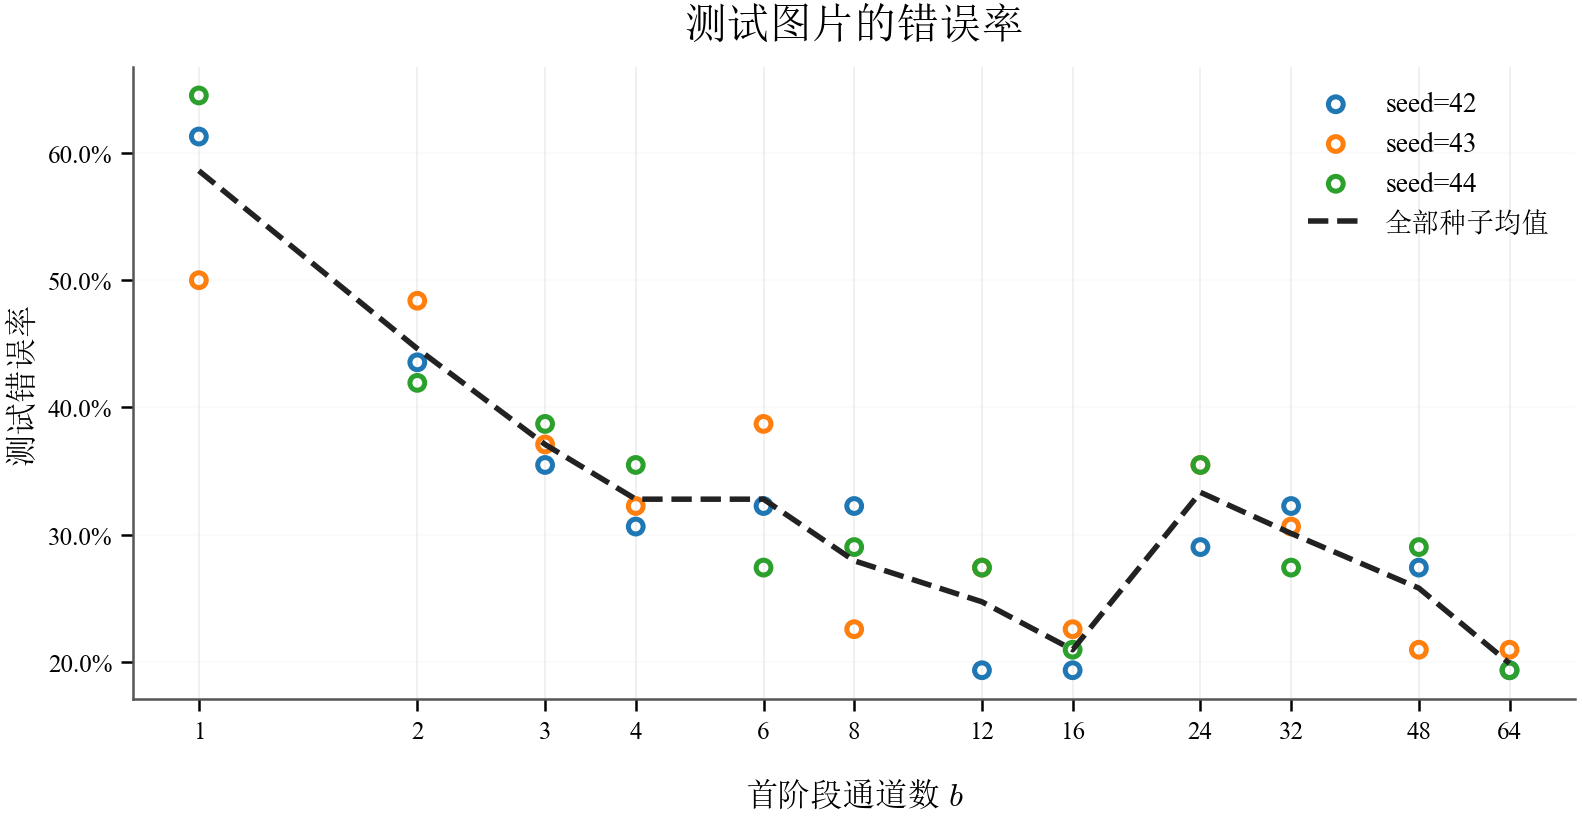 测试图片的错误率
seed=42
seed=43
seed=44
全部种子均值
测试错误率
60.0%
50.0%
40.0%
30.0%
20.0%
1 2 3 4 6 8 12 16 24 32 48 64
首阶段通道数 b